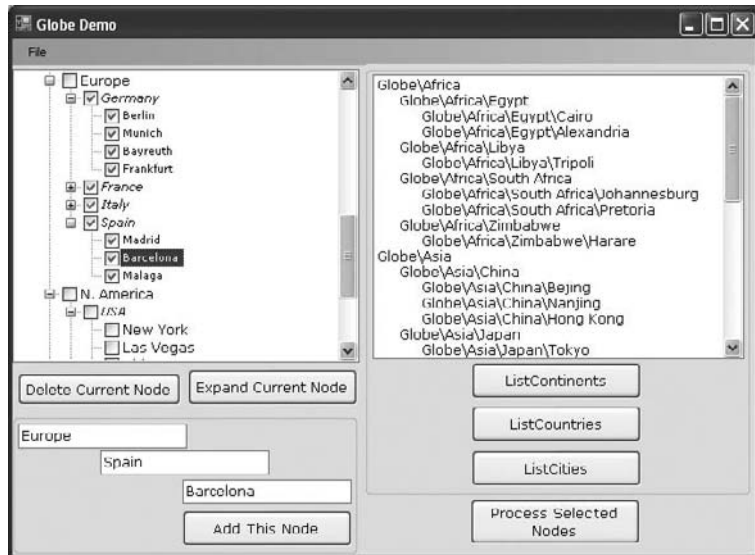 Globe Demo
File
Europe
Germany
Berlin
Munich
Bayreuth
Frankfurt
France
Italy
Spain
Madrid
Barcelona
Malaga
N. America
USA
New York
Las Vegas
Delete Current Node
Expand Current Node
Europe
Spain
Barcelona
Add This Node
Globe\Africa
Globe\Africa\Egypt
Globe\Africa\Egypt\Cairo
Globe\Africa\Egypt\Alexandria
Globe\Africa\Libya
Globe\Africa\Libya\Tripoli
Globe\Africa\South Africa
Globe\Africa\South Africa\Johannesburg
Globe\Africa\South Africa\Pretoria
Globe\Africa\Zimbabwe
Globe\Africa\Zimbabwe\Harare
Globe\Asia
Globe\Asia\China
Globe\Asia\China\Bejing
Globe\Asia\China\Nanjing
Globe\Asia\China\Hong Kong
Globe\Asia\Japan
Globe\Asia\Japan\Tokyo
ListContinents
ListCountries
ListCities
Process Selected
Nodes